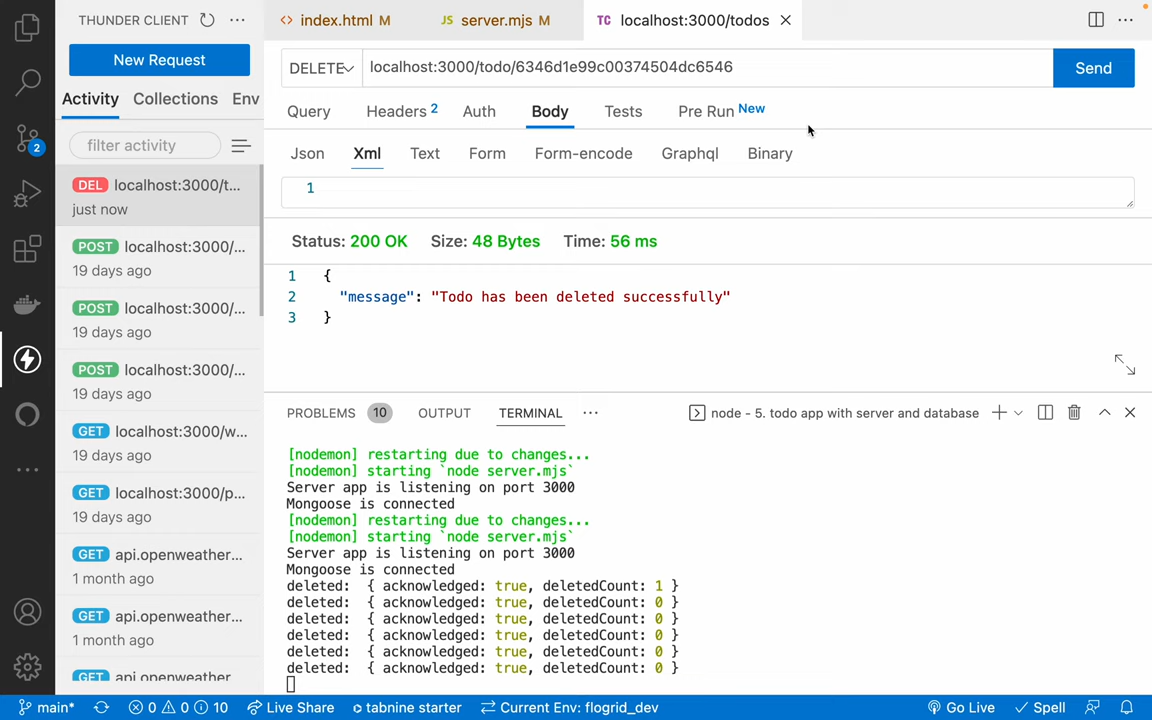 THUNDER CLIENT
New Request
Activity Collections Env
filter activity
DEL localhost:3000/t...
just now
POST localhost:3000/...
19 days ago
POST localhost:3000/...
19 days ago
POST localhost:3000/...
19 days ago
GET localhost:3000/w...
19 days ago
GET localhost:3000/p...
19 days ago
GET api.openweather...
1 month ago
GET api.openweather...
1 month ago
GET api.openweather
2
<> index.html M
JS server.mjs M
TC localhost:3000/todos
DELETE localhost:3000/todo/6346d1e99c00374504dc6546 Send
Query Headers 2 Auth Body Tests Pre Run New
Json Xml Text Form Form-encode Graphql Binary
1
Status: 200 OK Size: 48 Bytes Time: 56 ms
1 {
2 "message": "Todo has been deleted successfully"
3 }
PROBLEMS 10 OUTPUT TERMINAL ... node - 5. todo app with server and database
[nodemon] restarting due to changes...
[nodemon] starting `node server.mjs`
Server app is listening on port 3000
Mongoose is connected
[nodemon] restarting due to changes...
[nodemon] starting `node server.mjs`
Server app is listening on port 3000
Mongoose is connected
deleted:  { acknowledged: true, deletedCount: 1 }
deleted:  { acknowledged: true, deletedCount: 0 }
deleted:  { acknowledged: true, deletedCount: 0 }
deleted:  { acknowledged: true, deletedCount: 0 }
deleted:  { acknowledged: true, deletedCount: 0 }
deleted:  { acknowledged: true, deletedCount: 0 }
main* 0 0 10 Live Share tabnine starter Current Env: flogrid_dev Go Live Spell